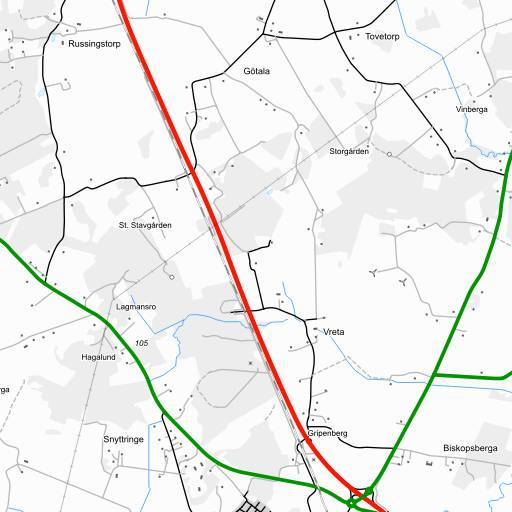 Tovetorp
Russingstorp
Götala
Vinberga
Storgården
St. Stavgården
Lagmansro
Vreta
105
Hagalund
rga
Gripenberg
Snyttringe
Biskopsberga